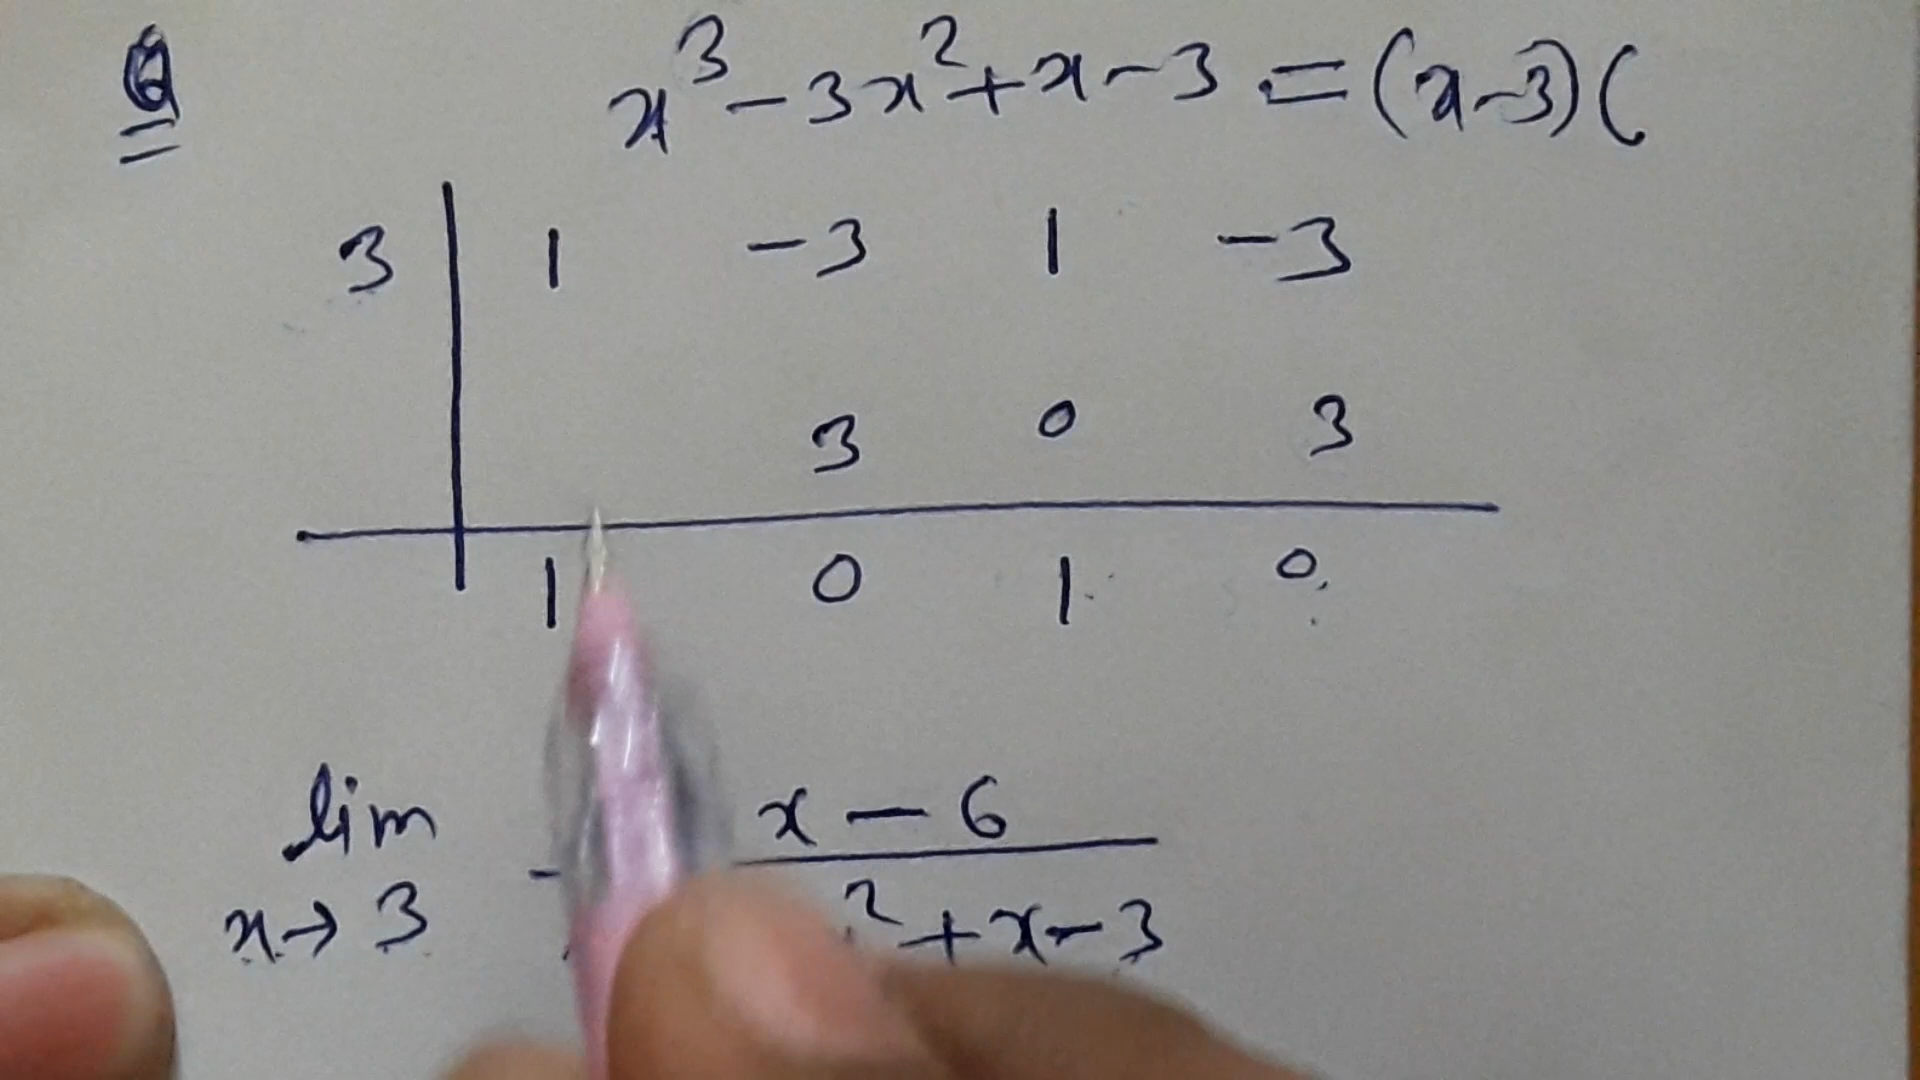 Q x³ - 3x² + x - 3 = (x-3)(
3 1 -3 1 -3
3 0 3
1 0 1 0
lim x - 6
x→3 ² + x - 3